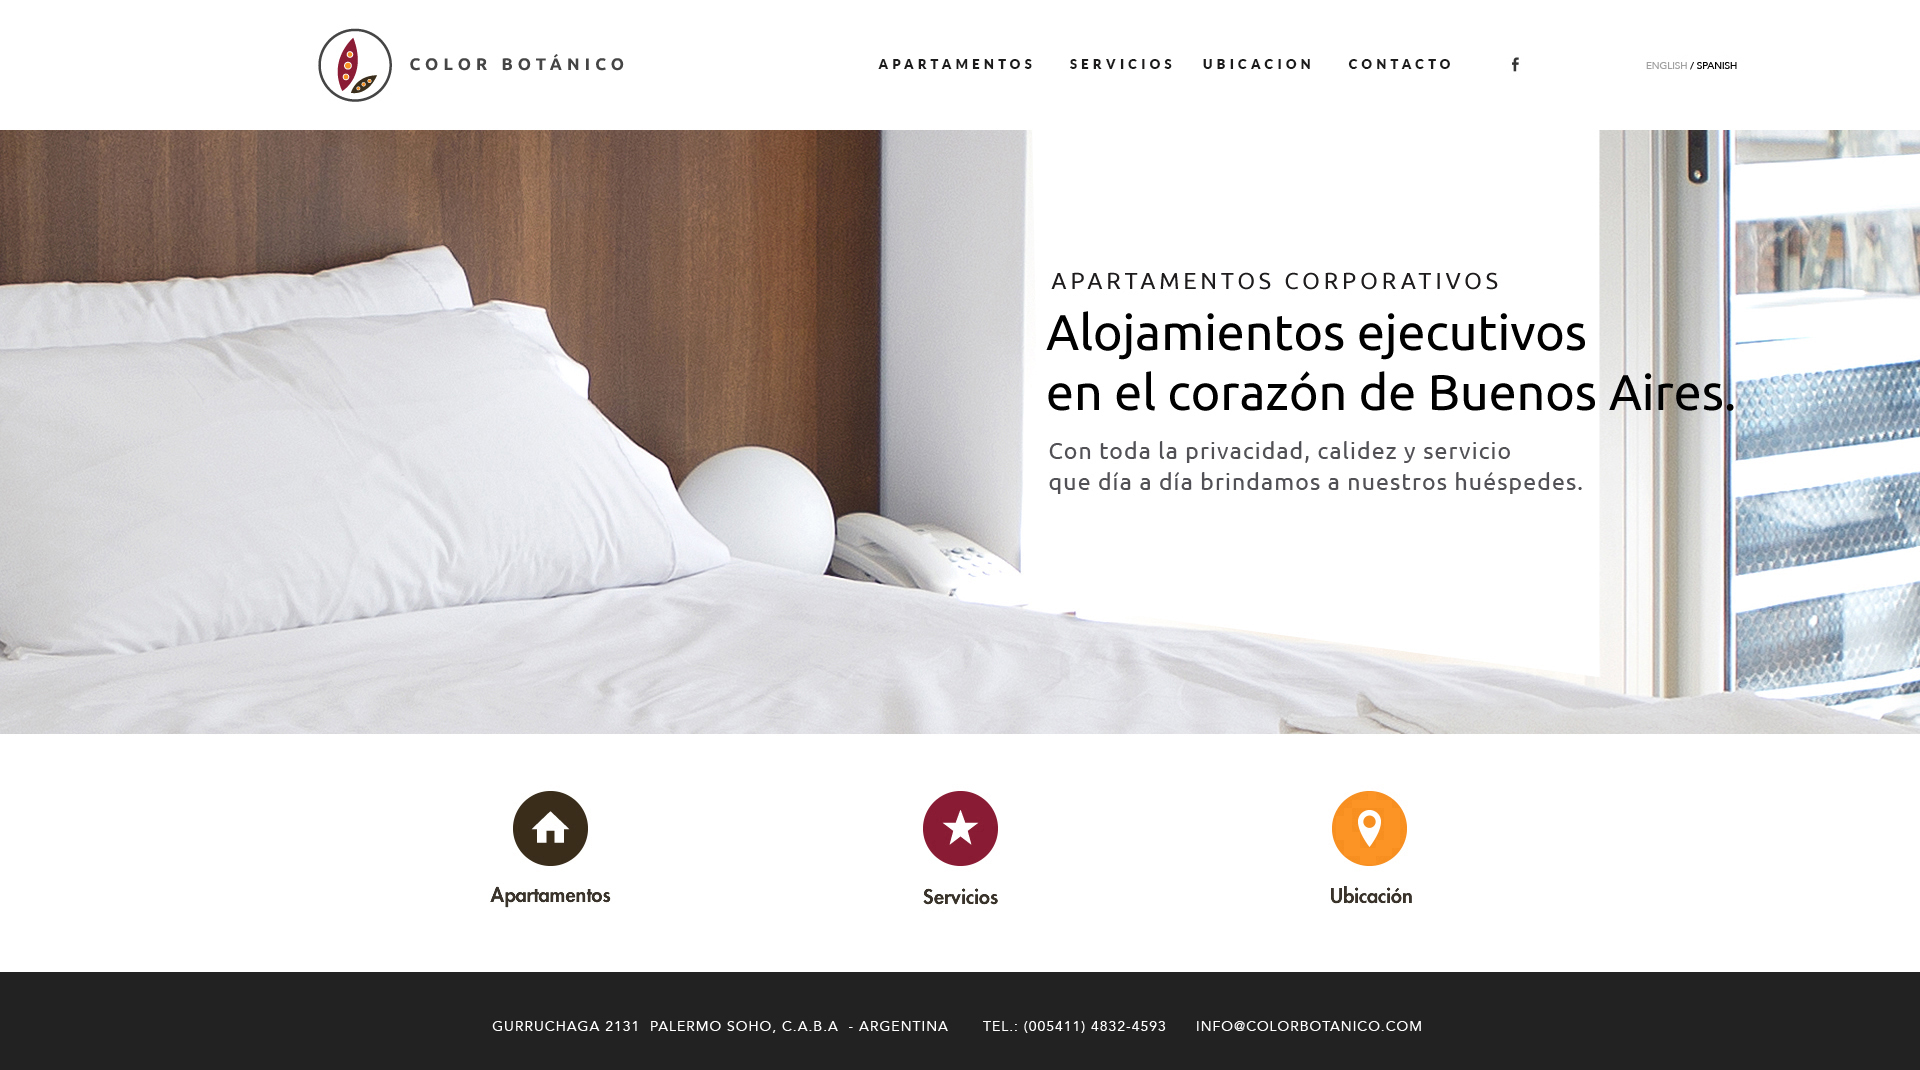 COLOR BOTÁNICO
APARTAMENTOS SERVICIOS UBICACION CONTACTO f ENGLISH / SPANISH
APARTAMENTOS CORPORATIVOS
Alojamientos ejecutivos
en el corazón de Buenos Aires.
Con toda la privacidad, calidez y servicio
que día a día brindamos a nuestros huéspedes.
Apartamentos
Servicios
Ubicación
GURRUCHAGA 2131 PALERMO SOHO, C.A.B.A - ARGENTINA TEL.: (005411) 4832-4593 INFO@COLORBOTANICO.COM